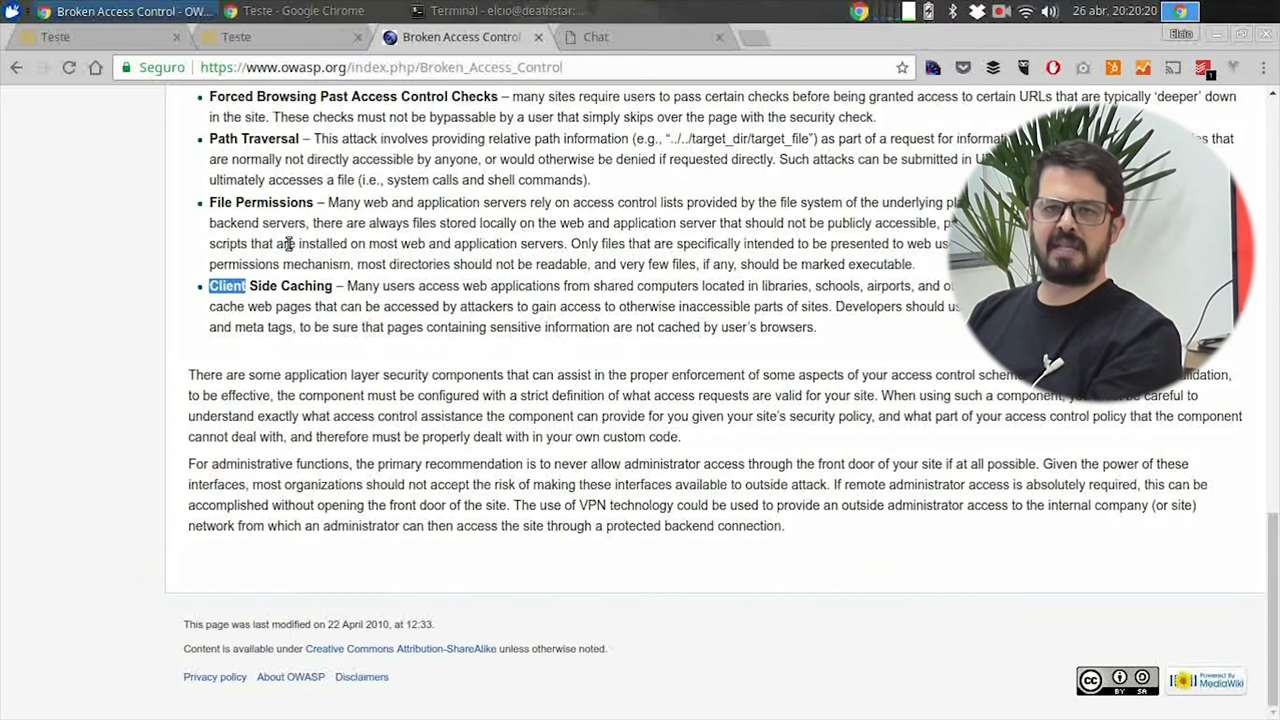 Broken Access Control - OW...
Teste - Google Chrome
Terminal - elcio@deathstar:...
26 abr, 20:20:20
Elcio
Teste
Teste
Broken Access Control
Chat
Seguro
https://www.owasp.org/index.php/Broken_Access_Control
1
Forced Browsing Past Access Control Checks – many sites require users to pass certain checks before being granted access to certain URLs that are typically ‘deeper’ down
in the site. These checks must not be bypassable by a user that simply skips over the page with the security check.
Path Traversal – This attack involves providing relative path information (e.g., “../../target_dir/target_file”) as part of a request for informati that
are normally not directly accessible by anyone, or would otherwise be denied if requested directly. Such attacks can be submitted in U
ultimately accesses a file (i.e., system calls and shell commands).
File Permissions – Many web and application servers rely on access control lists provided by the file system of the underlying pla
backend servers, there are always files stored locally on the web and application server that should not be publicly accessible, p
scripts that are installed on most web and application servers. Only files that are specifically intended to be presented to web us
permissions mechanism, most directories should not be readable, and very few files, if any, should be marked executable.
Client Side Caching – Many users access web applications from shared computers located in libraries, schools, airports, and o
cache web pages that can be accessed by attackers to gain access to otherwise inaccessible parts of sites. Developers should u
and meta tags, to be sure that pages containing sensitive information are not cached by user’s browsers.
There are some application layer security components that can assist in the proper enforcement of some aspects of your access control schem
to be effective, the component must be configured with a strict definition of what access requests are valid for your site. When using such a component, be careful to
understand exactly what access control assistance the component can provide for you given your site’s security policy, and what part of your access control policy that the component
cannot deal with, and therefore must be properly dealt with in your own custom code.
For administrative functions, the primary recommendation is to never allow administrator access through the front door of your site if at all possible. Given the power of these
interfaces, most organizations should not accept the risk of making these interfaces available to outside attack. If remote administrator access is absolutely required, this can be
accomplished without opening the front door of the site. The use of VPN technology could be used to provide an outside administrator access to the internal company (or site)
network from which an administrator can then access the site through a protected backend connection.
This page was last modified on 22 April 2010, at 12:33.
Content is available under Creative Commons Attribution-ShareAlike unless otherwise noted.
Privacy policy About OWASP Disclaimers
cc BY SA
Powered By MediaWiki